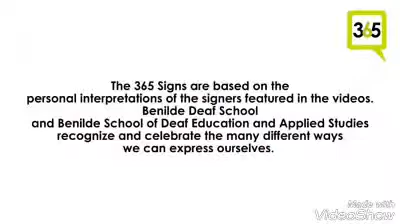 365
The 365 Signs are based on the
personal interpretations of the signers featured in the videos.
Benilde Deaf School
and Benilde School of Deaf Education and Applied Studies
recognize and celebrate the many different ways
we can express ourselves.
Made with
VideoShow